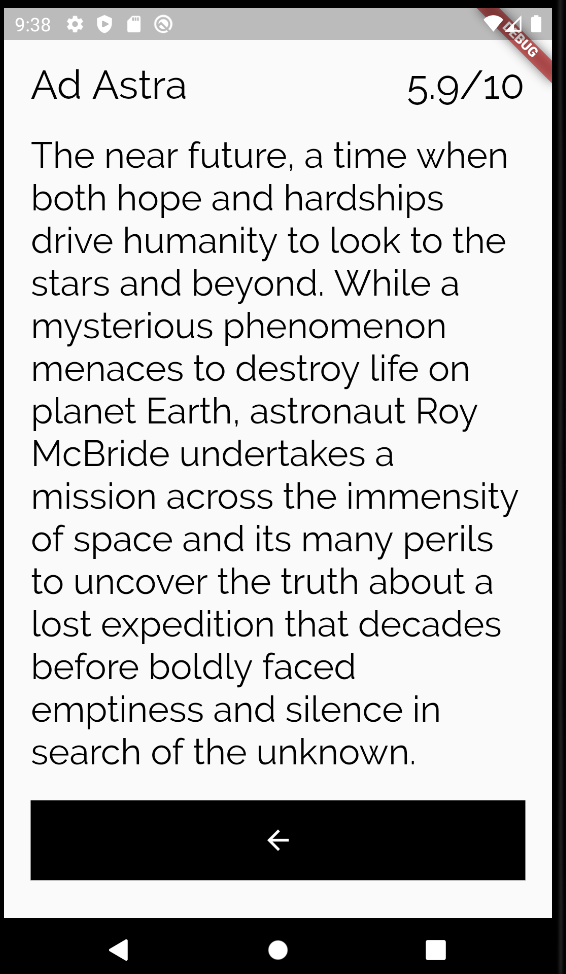 9:38
DEBUG
Ad Astra 5.9/10
The near future, a time when
both hope and hardships
drive humanity to look to the
stars and beyond. While a
mysterious phenomenon
menaces to destroy life on
planet Earth, astronaut Roy
McBride undertakes a
mission across the immensity
of space and its many perils
to uncover the truth about a
lost expedition that decades
before boldly faced
emptiness and silence in
search of the unknown.